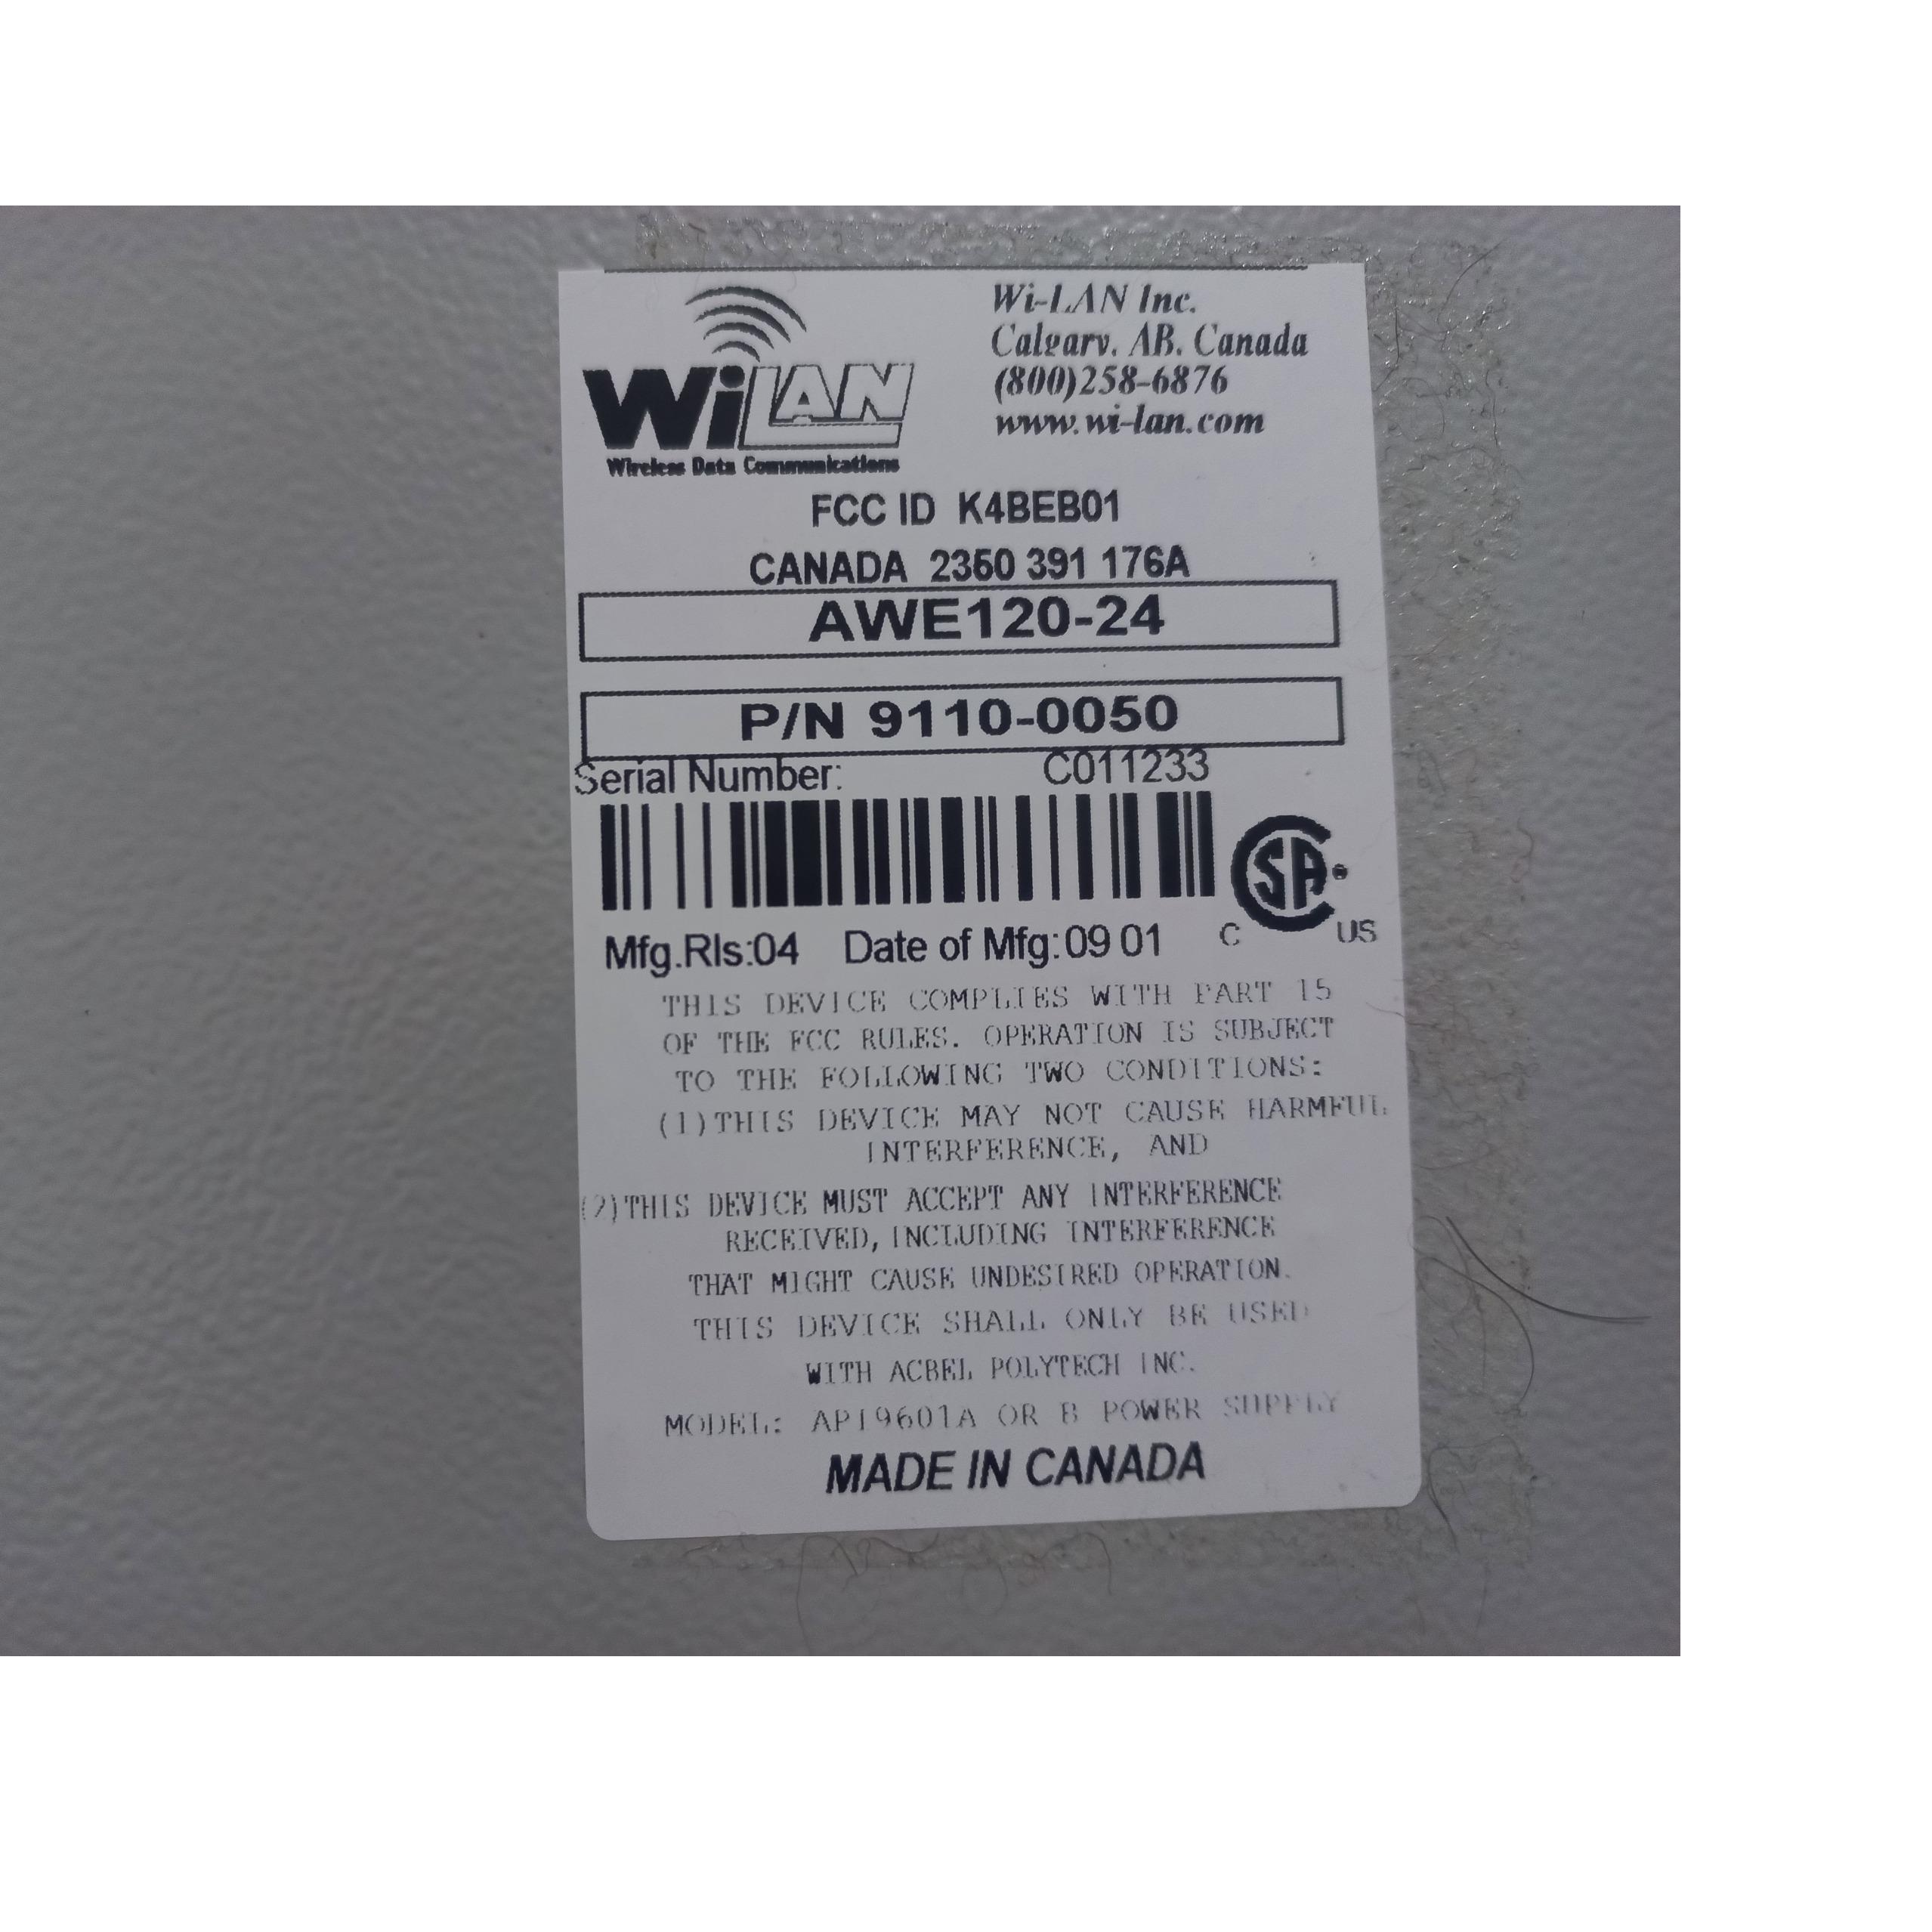 WiLAN
Wireless Data Communications
Wi-LAN Inc.
Calgary, AB, Canada
(800)258-6876
www.wi-lan.com
FCC ID K4BEB01
CANADA 2350 391 176A
AWE120-24
P/N 9110-0050
Serial Number: C011233
SA
C US
Mfg.Rls:04 Date of Mfg:09 01
THIS DEVICE COMPLIES WITH PART 15
OF THE FCC RULES. OPERATION IS SUBJECT
TO THE FOLLOWING TWO CONDITIONS:
(1)THIS DEVICE MAY NOT CAUSE HARMFUL
INTERFERENCE, AND
(2)THIS DEVICE MUST ACCEPT ANY INTERFERENCE
RECEIVED, INCLUDING INTERFERENCE
THAT MIGHT CAUSE UNDESIRED OPERATION.
THIS DEVICE SHALL ONLY BE USED
WITH ACBEL POLYTECH INC.
MODEL: API9601A OR B POWER SUPPLY
MADE IN CANADA